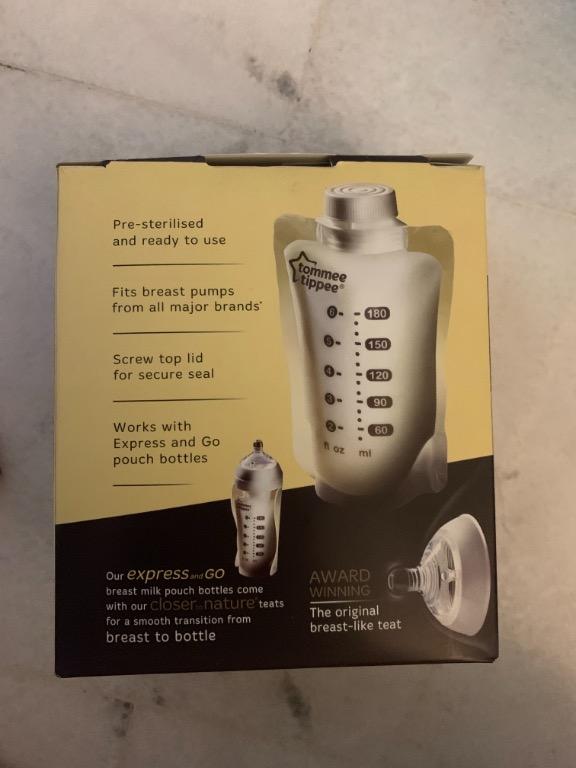 Pre-sterilised
and ready to use
Fits breast pumps
from all major brands*
Screw top lid
for secure seal
Works with
Express and Go
pouch bottles
tommee
tippee®
6 180
5 150
4 120
3 90
2 60
fl oz ml
Our express and GO
breast milk pouch bottles come
with our closer to nature® teats
for a smooth transition from
breast to bottle
AWARD
WINNING
The original
breast-like teat